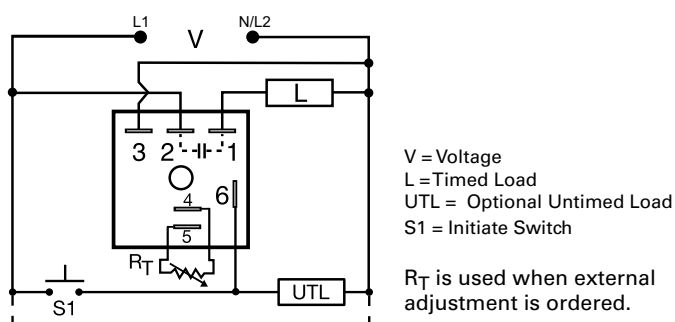 L1
V
N/L2
L
3 2 1
6
4
5
RT
S1
UTL
V = Voltage
L = Timed Load
UTL = Optional Untimed Load
S1 = Initiate Switch
RT is used when external
adjustment is ordered.